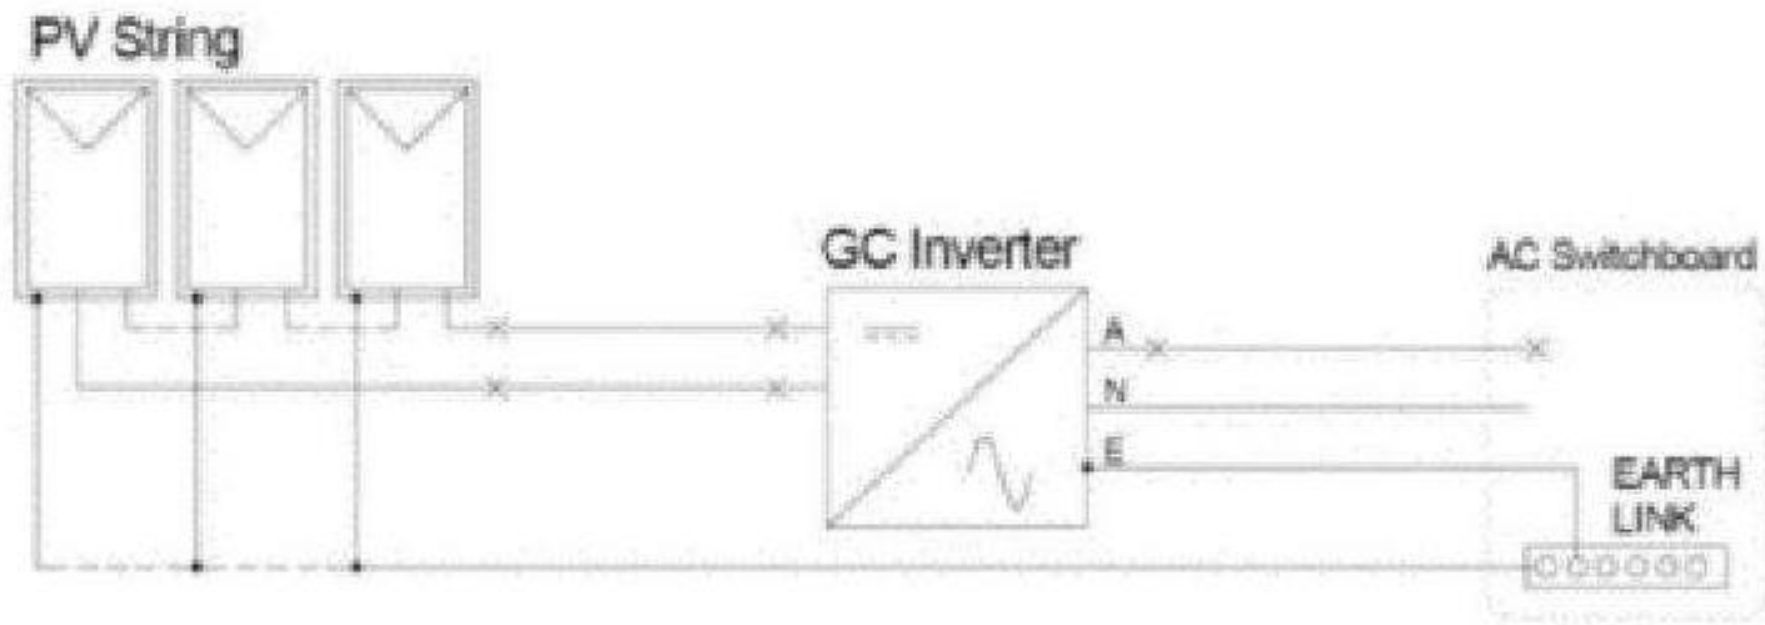 PV String
GC Inverter
AC Switchboard
A
N
E
EARTH
LINK